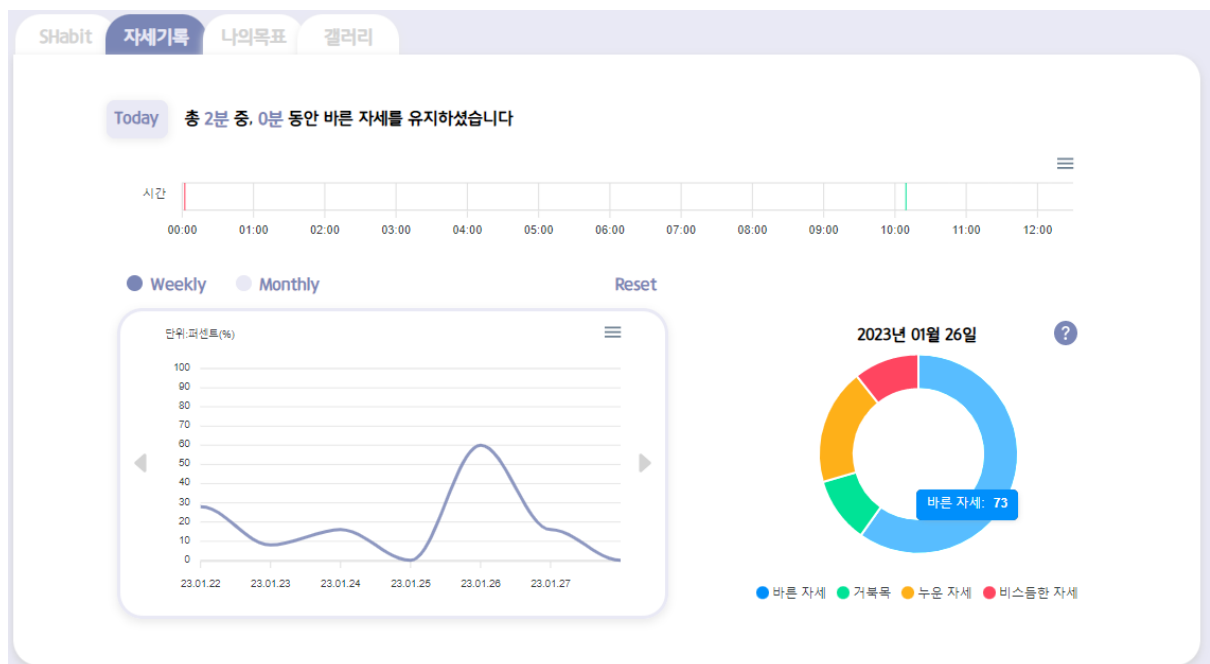 SHabit 자세기록 나의목표 갤러리
Today 총 2분 중, 0분 동안 바른 자세를 유지하셨습니다
시간
00:00 01:00 02:00 03:00 04:00 05:00 06:00 07:00 08:00 09:00 10:00 11:00 12:00
Weekly Monthly Reset
단위:퍼센트(%)
100
90
80
70
60
50
40
30
20
10
0
23.01.22 23.01.23 23.01.24 23.01.25 23.01.26 23.01.27
2023년 01월 26일 ?
바른 자세: 73
바른 자세 거북목 누운 자세 비스듬한 자세